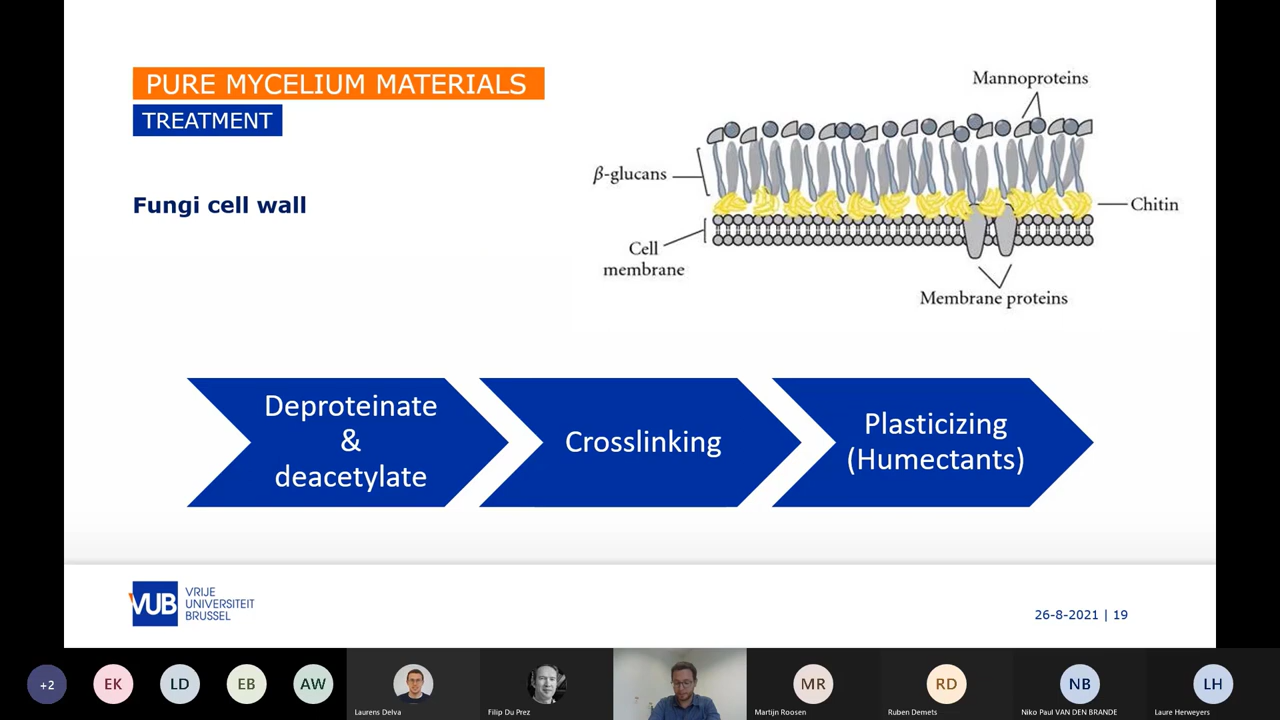 PURE MYCELIUM MATERIALS
TREATMENT
Fungi cell wall
Mannoproteins
β-glucans
Chitin
Cell
membrane
Membrane proteins
Deproteinate
&
deacetylate
Crosslinking
Plasticizing
(Humectants)
VUB
VRIJE
UNIVERSITEIT
BRUSSEL
26-8-2021 | 19
+2
EK
LD
EB
AW
Laurens Delva
Filip Du Prez
MR
Martijn Roosen
RD
Ruben Demets
NB
Niko Paul VAN DEN BRANDE
LH
Laure Herweyers